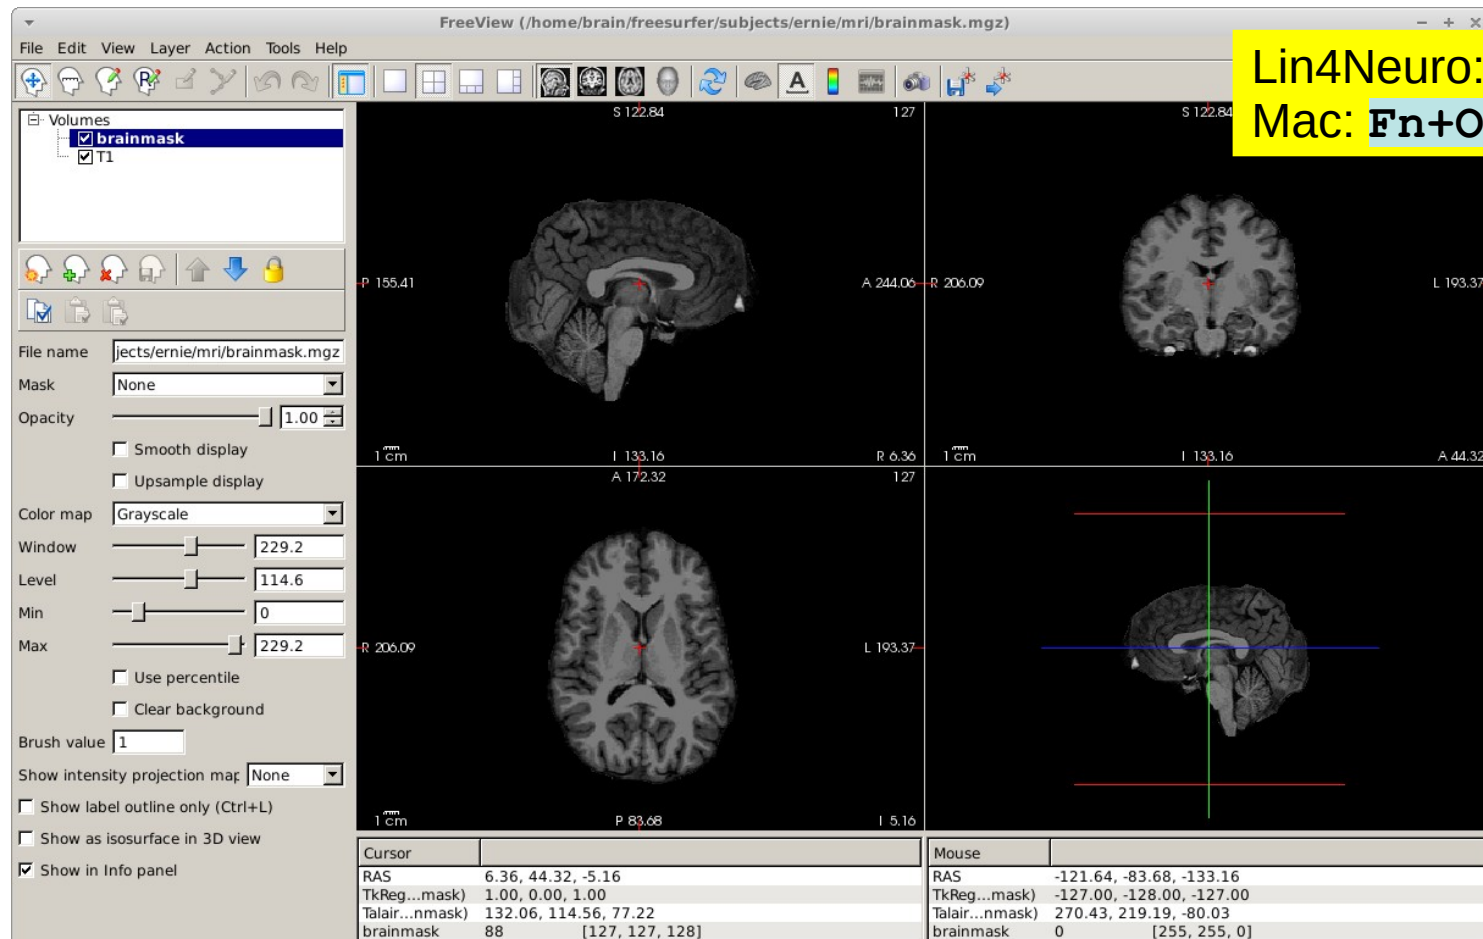 FreeView (/home/brain/freesurfer/subjects/ernie/mri/brainmask.mgz)
File Edit View Layer Action Tools Help
Lin4Neuro:
Mac: Fn+O
Volumes
brainmask
T1
File name jects/ernie/mri/brainmask.mgz
Mask None
Opacity 1.00
Smooth display
Upsample display
Color map Grayscale
Window 229.2
Level 114.6
Min 0
Max 229.2
Use percentile
Clear background
Brush value 1
Show intensity projection map None
Show label outline only (Ctrl+L)
Show as isosurface in 3D view
Show in Info panel
S 122.84 127
P 155.41 A 244.06
1 cm I 133.16 R 6.36
S 122.84
R 206.09 L 193.37
1 cm I 133.16 A 44.32
A 172.32 127
R 206.09 L 193.37
1 cm P 83.68 I 5.16
Cursor
RAS 6.36, 44.32, -5.16
TkReg...mask) 1.00, 0.00, 1.00
Talair...nmask) 132.06, 114.56, 77.22
brainmask 88 [127, 127, 128]
Mouse
RAS -121.64, -83.68, -133.16
TkReg...mask) -127.00, -128.00, -127.00
Talair...nmask) 270.43, 219.19, -80.03
brainmask 0 [255, 255, 0]